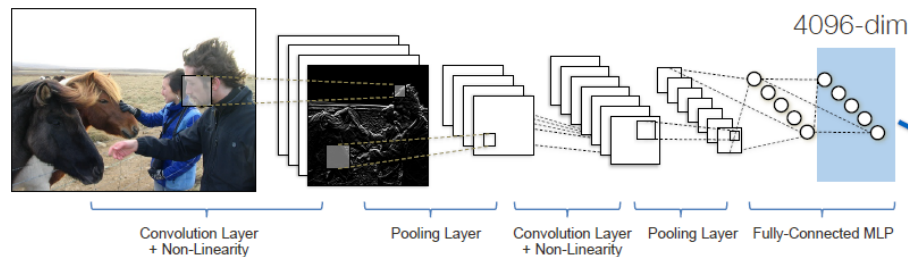 4096-dim
Convolution Layer
+ Non-Linearity
Pooling Layer
Convolution Layer
+ Non-Linearity
Pooling Layer
Fully-Connected MLP